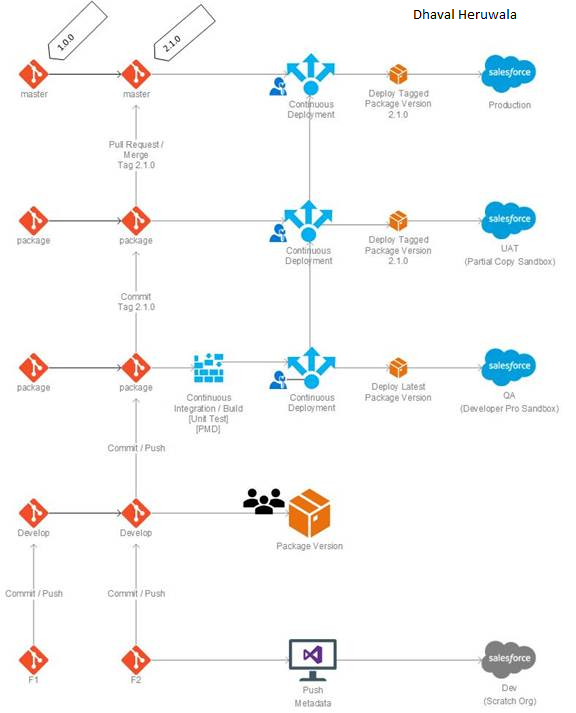 Dhaval Heruwala
1.0.0
2.1.0
salesforce
master
master
Continuous
Deployment
Deploy Tagged
Package Version
2.1.0
Production
Pull Request /
Merge
Tag 2.1.0
salesforce
package
package
Continuous
Deployment
Deploy Tagged
Package Version
2.1.0
UAT
(Partial Copy Sandbox)
Commit
Tag 2.1.0
salesforce
package
package
Continuous
Integration / Build
[Unit Test]
[PMD]
Continuous
Deployment
Deploy Latest
Package Version
QA
(Developer Pro Sandbox)
Commit / Push
Develop
Develop
Package Version
Commit / Push
Commit / Push
salesforce
F1
F2
Push
Metadata
Dev
(Scratch Org)